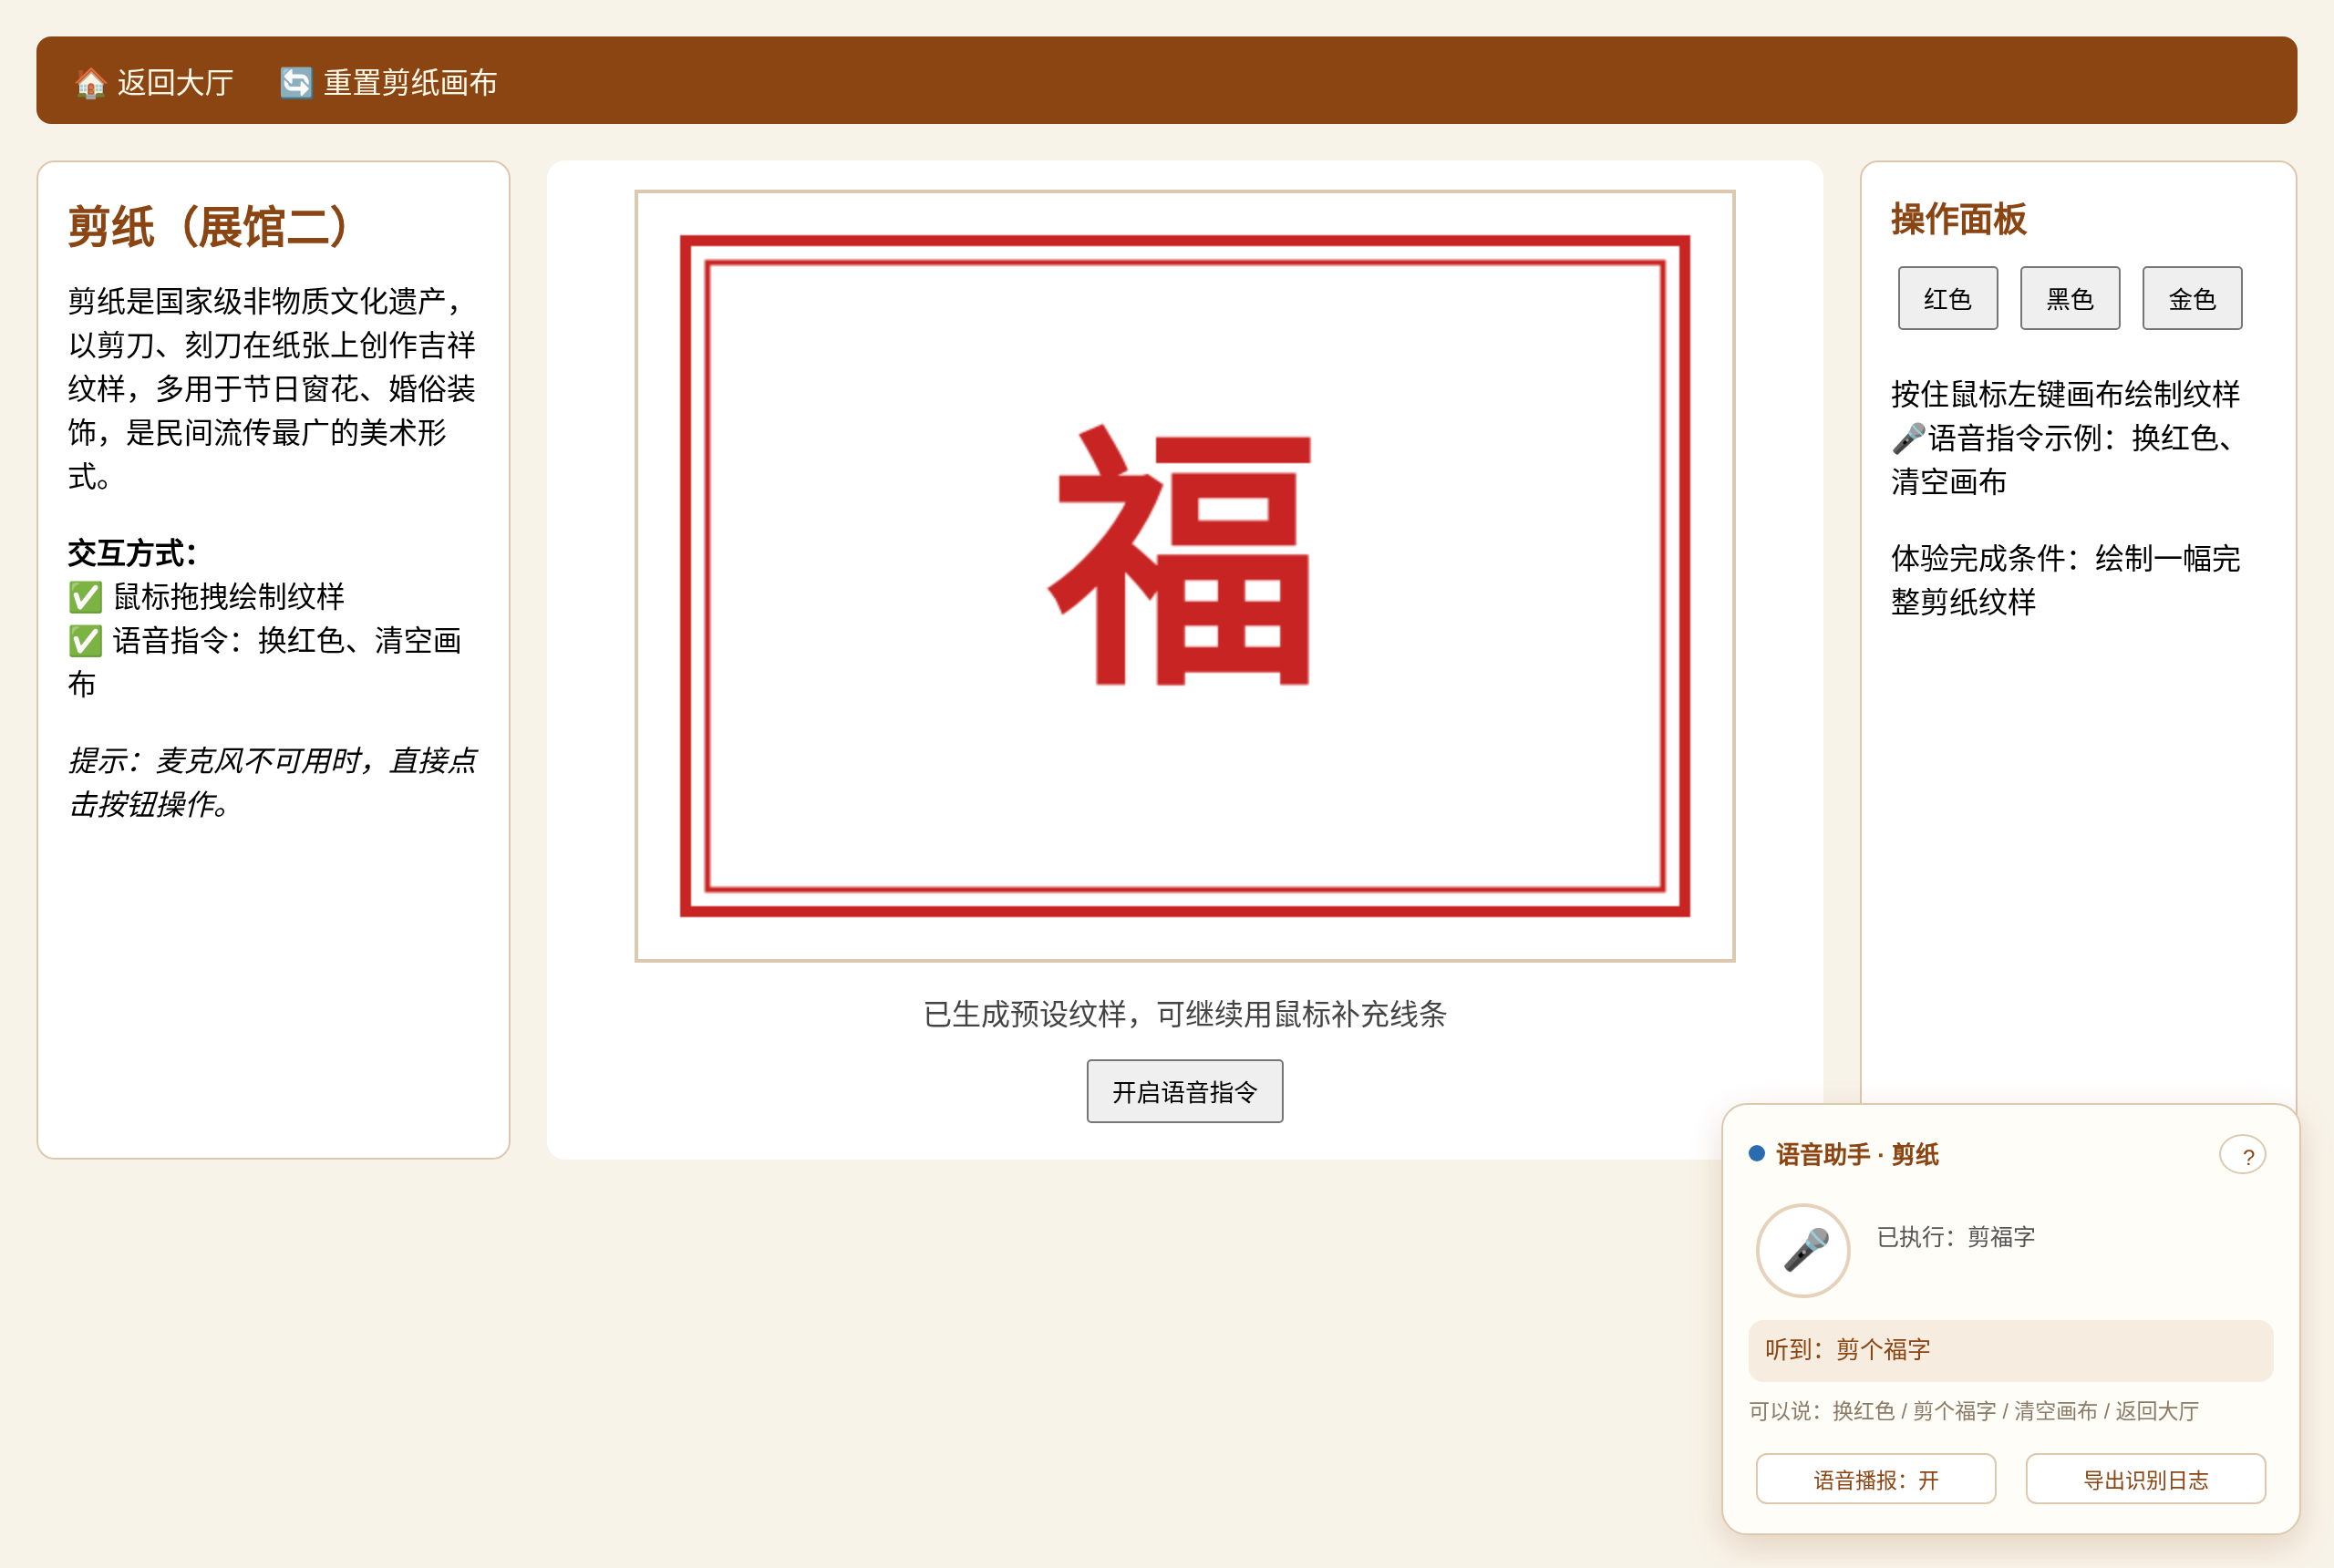 🏠 返回大厅 🔄 重置剪纸画布
剪纸（展馆二）
剪纸是国家级非物质文化遗产，
以剪刀、刻刀在纸张上创作吉祥
纹样，多用于节日窗花、婚俗装
饰，是民间流传最广的美术形
式。
交互方式：
✅ 鼠标拖拽绘制纹样
✅ 语音指令：换红色、清空画
布
提示：麦克风不可用时，直接点
击按钮操作。
福
已生成预设纹样，可继续用鼠标补充线条
开启语音指令
操作面板
红色 黑色 金色
按住鼠标左键画布绘制纹样
🎤语音指令示例：换红色、
清空画布
体验完成条件：绘制一幅完
整剪纸纹样
语音助手 · 剪纸 ?
🎤 已执行：剪福字
听到：剪个福字
可以说：换红色 / 剪个福字 / 清空画布 / 返回大厅
语音播报：开 导出识别日志